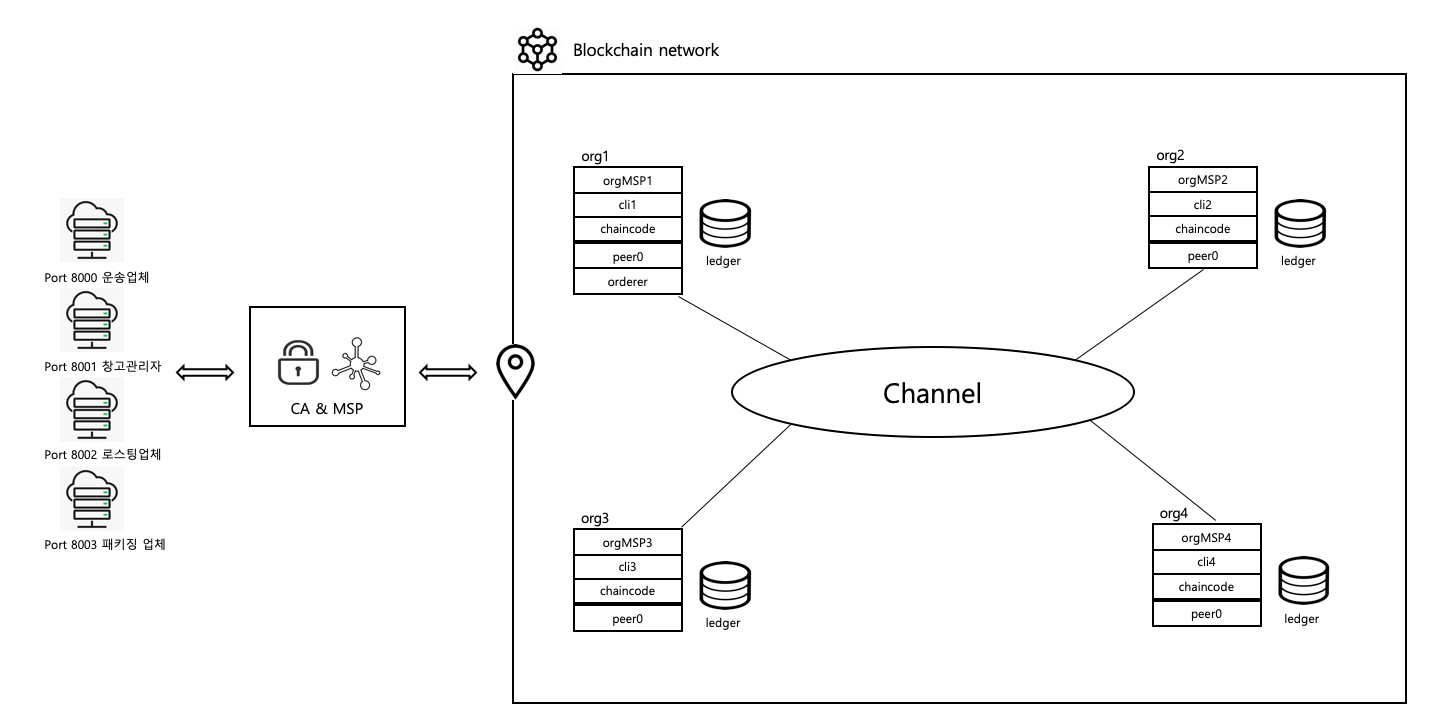 Blockchain network
Port 8000 운송업체
Port 8001 창고관리자
Port 8002 로스팅업체
Port 8003 패키징 업체
CA & MSP
org1
orgMSP1
cli1
chaincode
peer0
orderer
ledger
org2
orgMSP2
cli2
chaincode
peer0
ledger
Channel
org3
orgMSP3
cli3
chaincode
peer0
ledger
org4
orgMSP4
cli4
chaincode
peer0
ledger